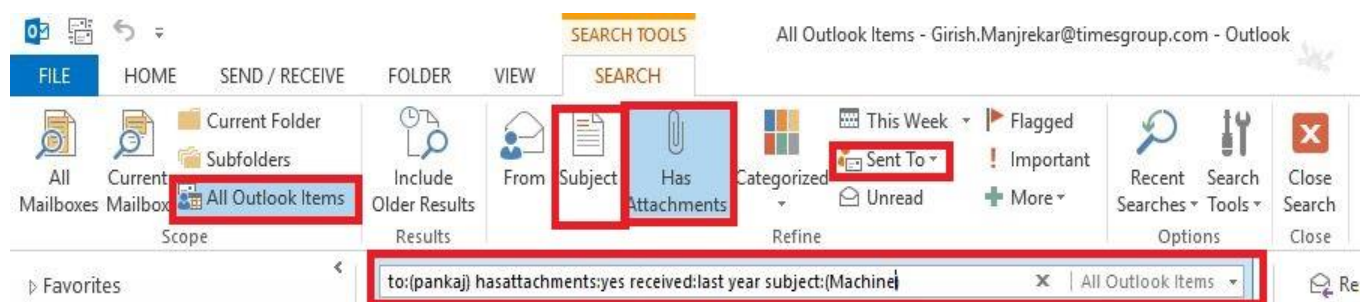 SEARCH TOOLS All Outlook Items - Girish.Manjrekar@timesgroup.com - Outlook
FILE HOME SEND / RECEIVE FOLDER VIEW SEARCH
All Mailboxes
Current Mailbox
Current Folder
Subfolders
All Outlook Items
Include Older Results
From
Subject
Has Attachments
Categorized
This Week
Sent To
Unread
Flagged
Important
More
Recent Searches
Search Tools
Close Search
Scope Results Refine Options Close
Favorites
to:(pankaj) hasattachments:yes received:last year subject:(Machine) All Outlook Items
Re